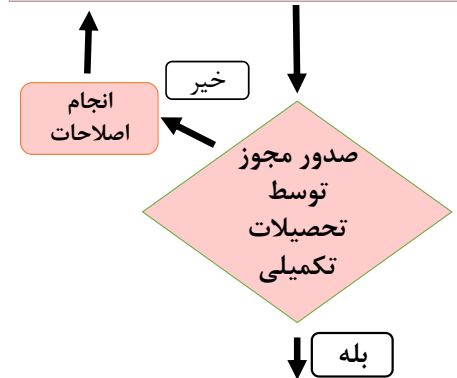 خیر
انجام
اصلاحات
صدور مجوز
توسط
تحصیلات
تکمیلی
بله